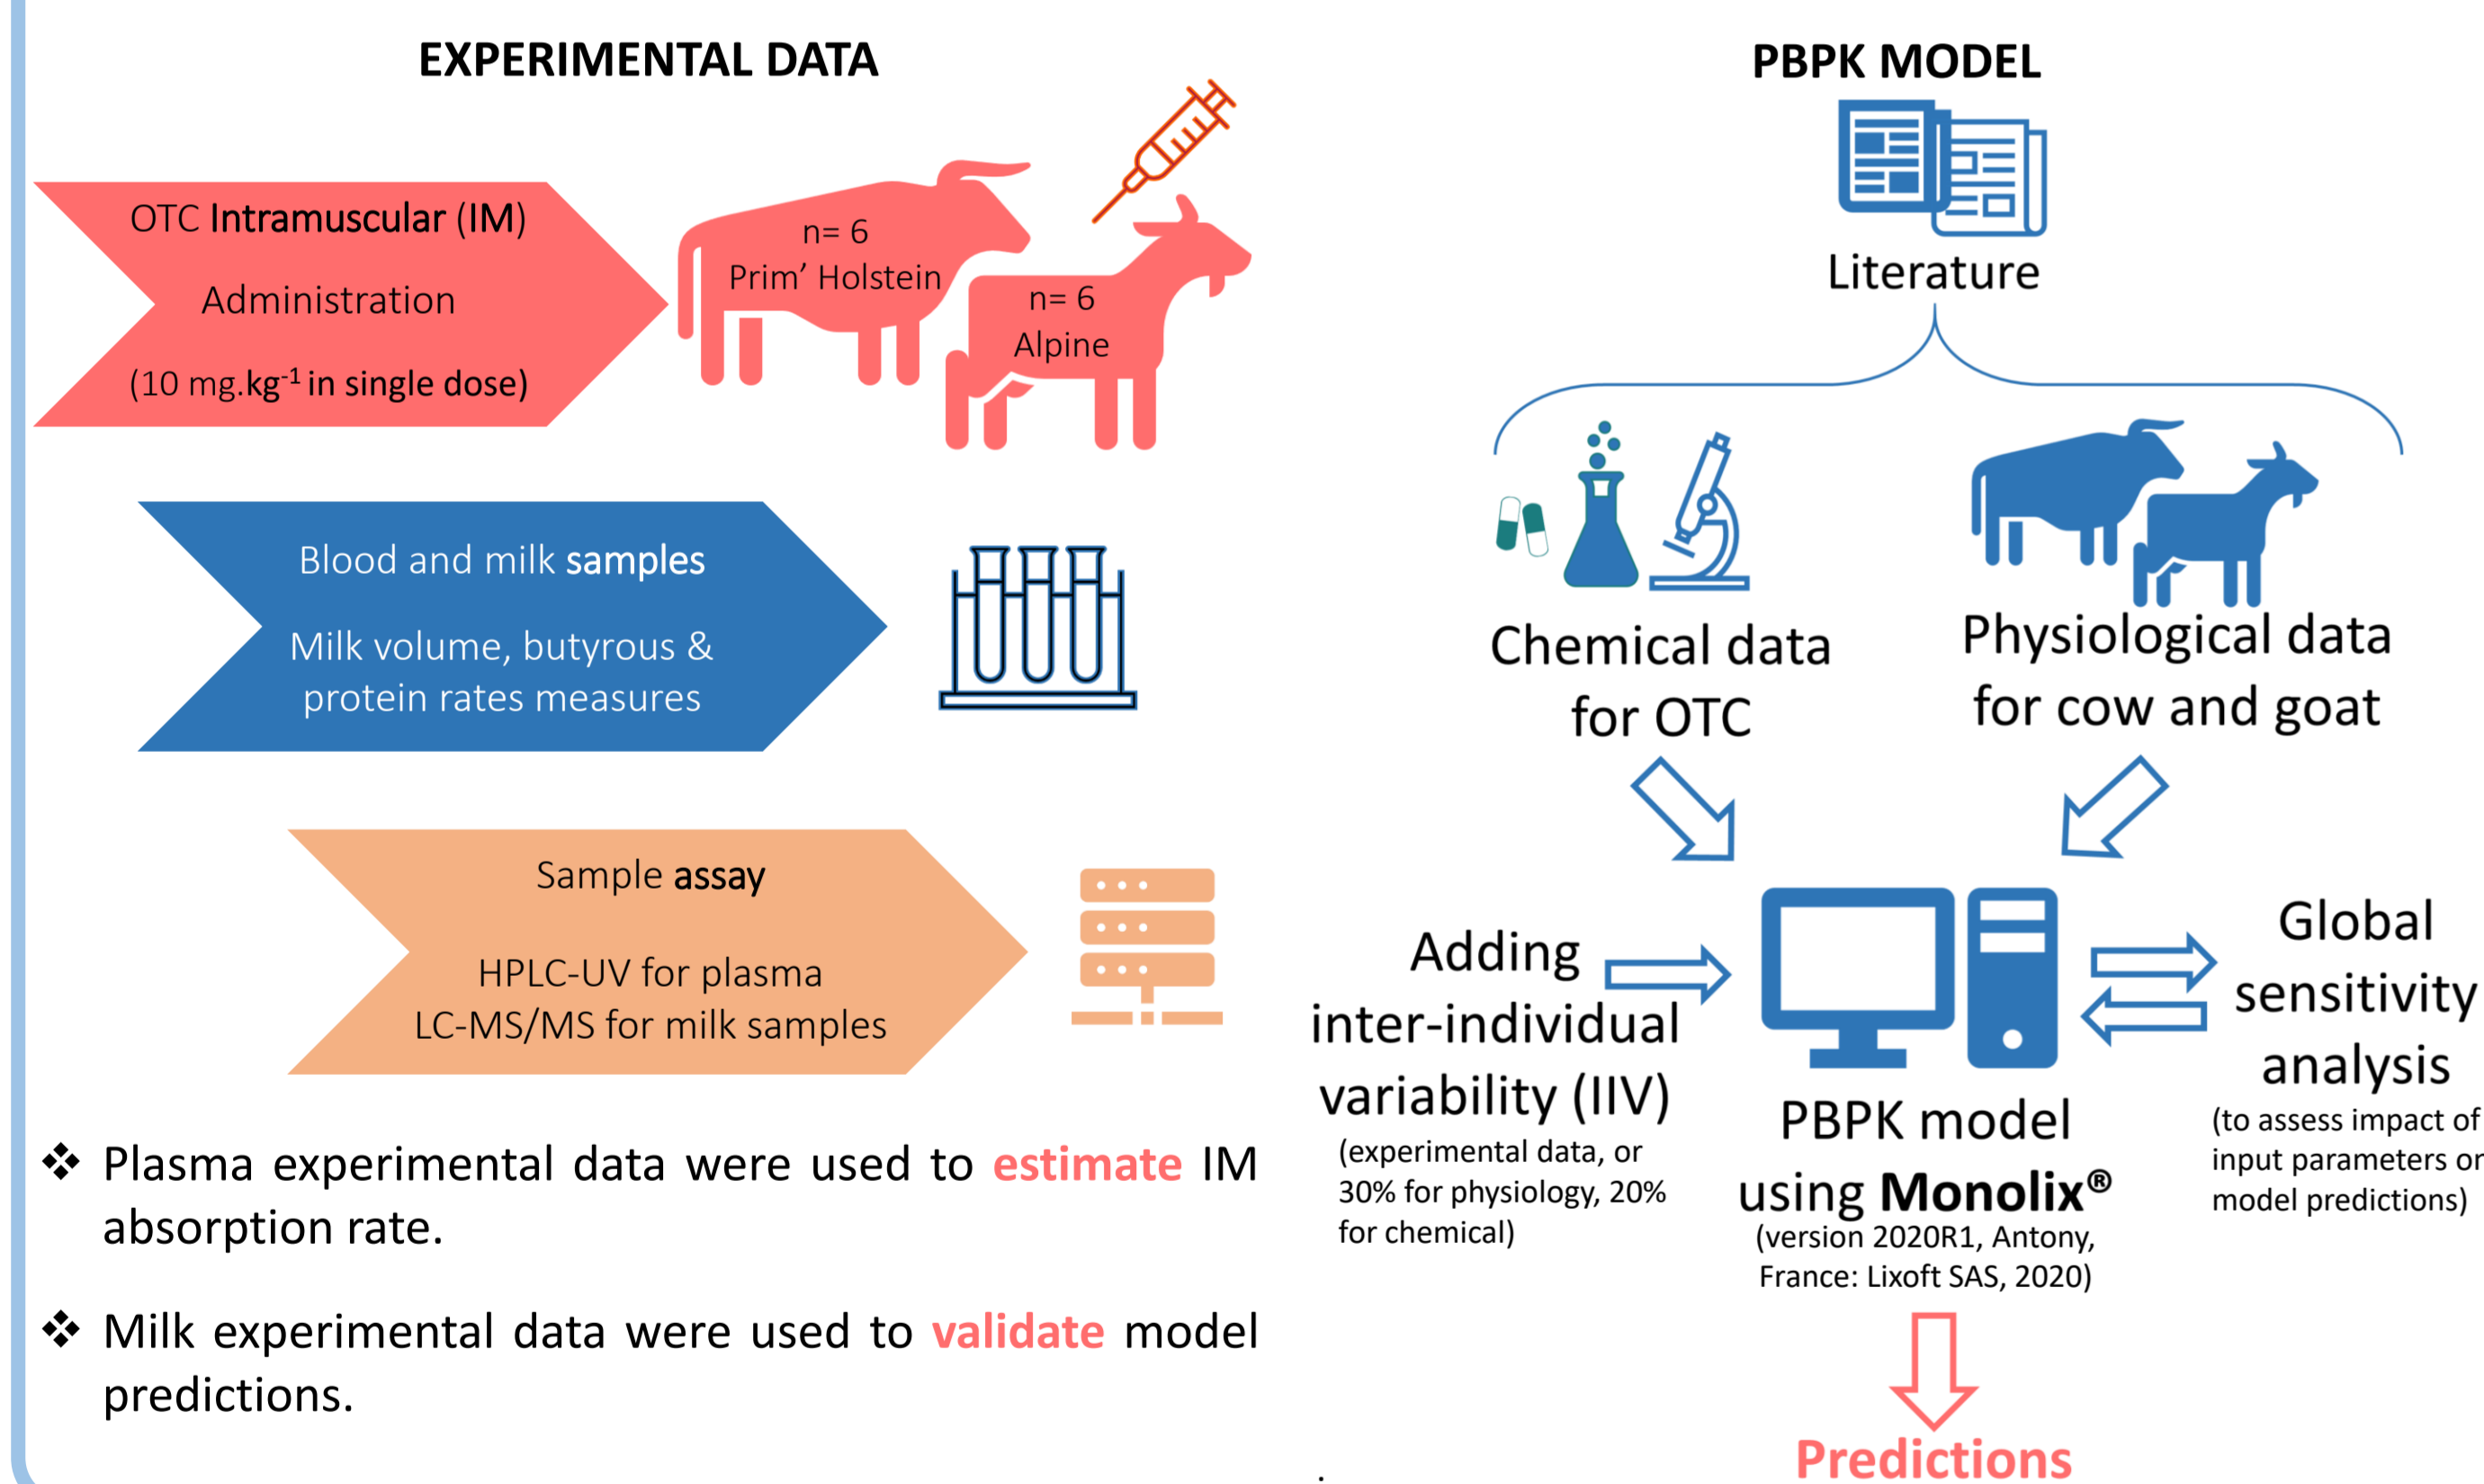 EXPERIMENTAL DATA
OTC Intramuscular (IM)
Administration
(10 mg.kg⁻¹ in single dose)
n= 6
Prim' Holstein
n= 6
Alpine
Blood and milk samples
Milk volume, butyrous &
protein rates measures
Sample assay
HPLC-UV for plasma
LC-MS/MS for milk samples
❖ Plasma experimental data were used to estimate IM
absorption rate.
❖ Milk experimental data were used to validate model
predictions.
PBPK MODEL
Literature
Chemical data
for OTC
Physiological data
for cow and goat
Adding
inter-individual
variability (IIV)
(experimental data, or
30% for physiology, 20%
for chemical)
PBPK model
using Monolix®
(version 2020R1, Antony,
France: Lixoft SAS, 2020)
Global
sensitivity
analysis
(to assess impact of
input parameters on
model predictions)
Predictions
.